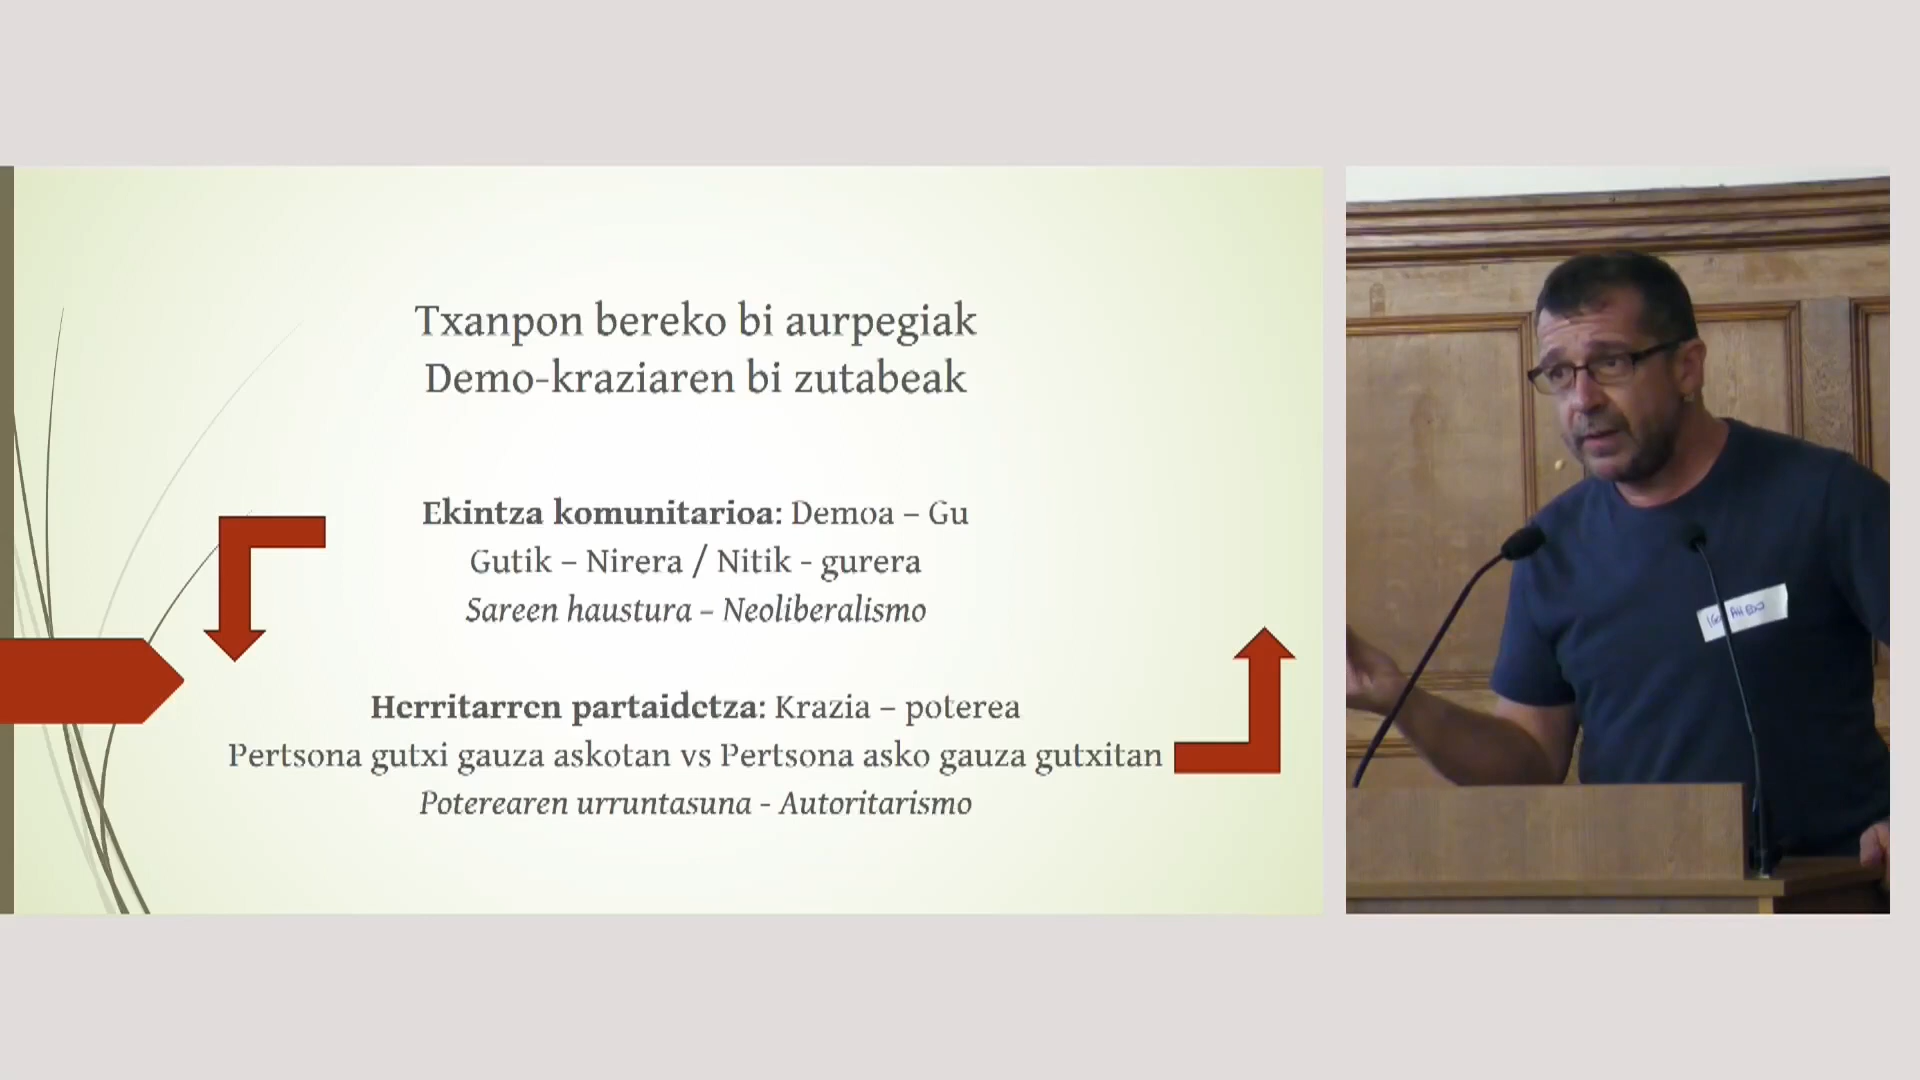 Txanpon bereko bi aurpegiak
Demo-kraziaren bi zutabeak
Ekintza komunitarioa: Demoa – Gu
Gutik – Nirera / Nitik - gurera
Sareen haustura – Neoliberalismo
Herritarren partaidetza: Krazia – poterea
Pertsona gutxi gauza askotan vs Pertsona asko gauza gutxitan
Poterearen urruntasuna - Autoritarismo